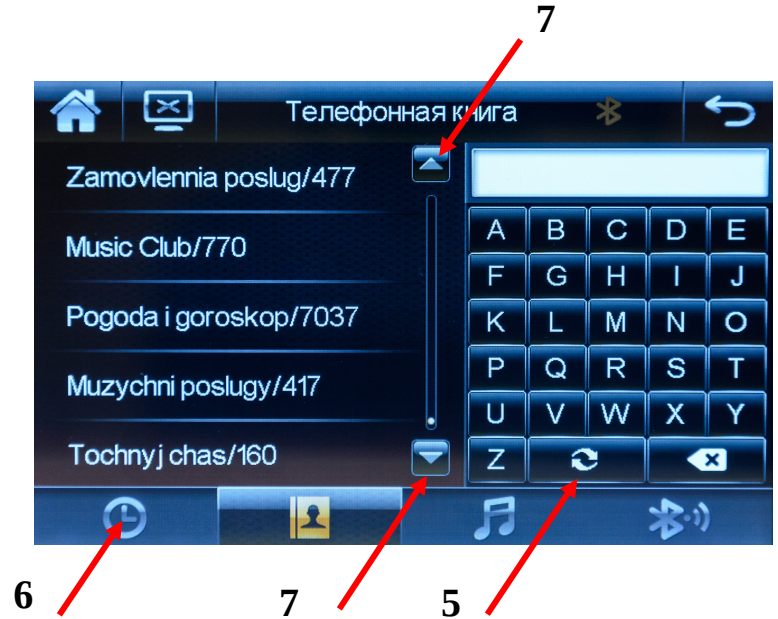 7
Телефонная книга
Zamovlennia poslug/477
Music Club/770
Pogoda i goroskop/7037
Muzychni poslugy/417
Tochnyj chas/160
A B C D E
F G H I J
K L M N O
P Q R S T
U V W X Y
Z
6
7
5